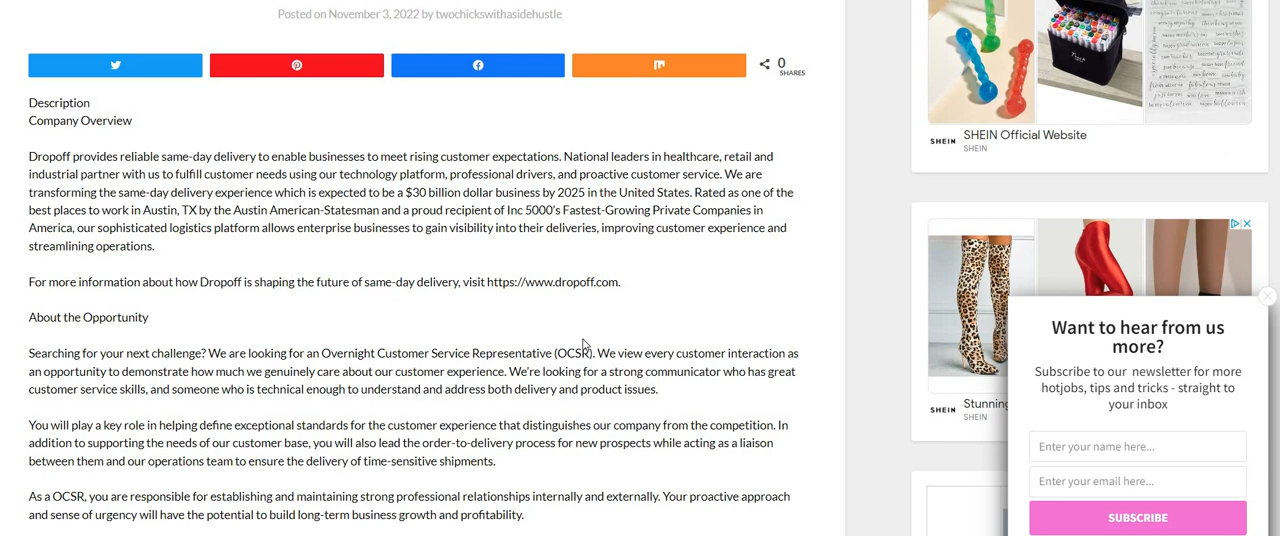 Posted on November 3, 2022 by twochickswithasidehustle
0
SHARES
Description
Company Overview
Dropoff provides reliable same-day delivery to enable businesses to meet rising customer expectations. National leaders in healthcare, retail and
industrial partner with us to fulfill customer needs using our technology platform, professional drivers, and proactive customer service. We are
transforming the same-day delivery experience which is expected to be a $30 billion dollar business by 2025 in the United States. Rated as one of the
best places to work in Austin, TX by the Austin American-Statesman and a proud recipient of Inc 5000's Fastest-Growing Private Companies in
America, our sophisticated logistics platform allows enterprise businesses to gain visibility into their deliveries, improving customer experience and
streamlining operations.
For more information about how Dropoff is shaping the future of same-day delivery, visit https://www.dropoff.com.
About the Opportunity
Searching for your next challenge? We are looking for an Overnight Customer Service Representative (OCSR). We view every customer interaction as
an opportunity to demonstrate how much we genuinely care about our customer experience. We're looking for a strong communicator who has great
customer service skills, and someone who is technical enough to understand and address both delivery and product issues.
You will play a key role in helping define exceptional standards for the customer experience that distinguishes our company from the competition. In
addition to supporting the needs of our customer base, you will also lead the order-to-delivery process for new prospects while acting as a liaison
between them and our operations team to ensure the delivery of time-sensitive shipments.
As a OCSR, you are responsible for establishing and maintaining strong professional relationships internally and externally. Your proactive approach
and sense of urgency will have the potential to build long-term business growth and profitability.
SHEIN
SHEIN Official Website
SHEIN
SHEIN
Stunning
SHEIN
Want to hear from us
more?
Subscribe to our newsletter for more
hotjobs, tips and tricks - straight to
your inbox
Enter your name here...
Enter your email here...
SUBSCRIBE